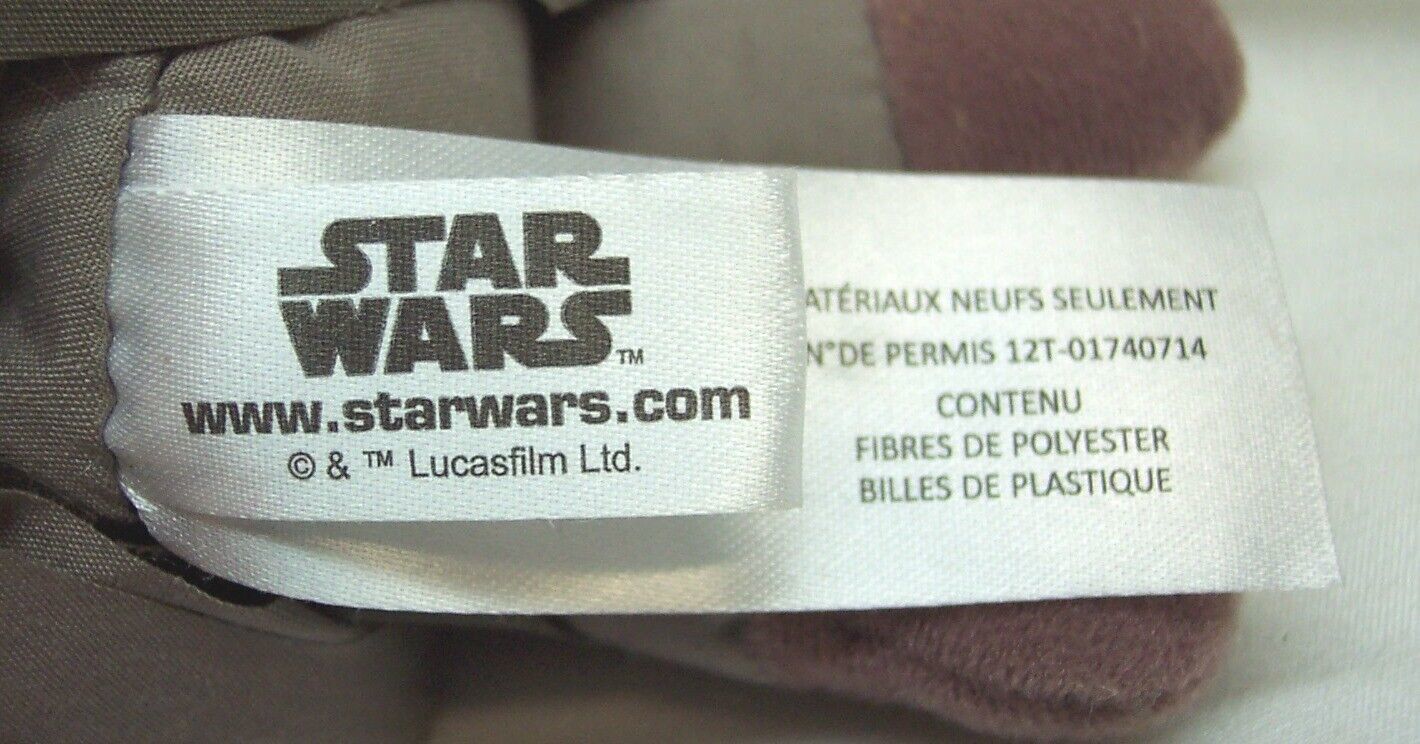 STAR
WARS™
www.starwars.com
© & ™ Lucasfilm Ltd.
ATÉRIAUX NEUFS SEULEMENT
N°DE PERMIS 12T-01740714
CONTENU
FIBRES DE POLYESTER
BILLES DE PLASTIQUE